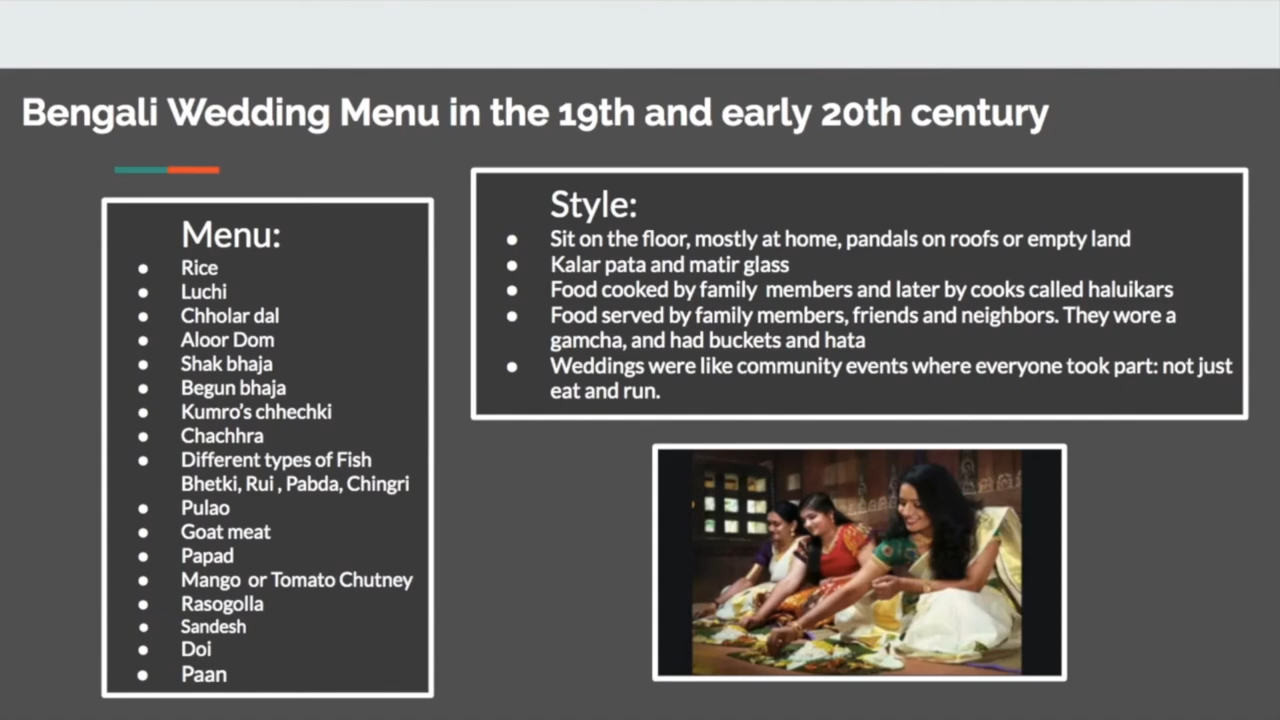 Bengali Wedding Menu in the 19th and early 20th century
Menu:
Rice
Luchi
Chholar dal
Aloor Dom
Shak bhaja
Begun bhaja
Kumro's chhechki
Chachhra
Different types of Fish
Bhetki, Rui , Pabda, Chingri
Pulao
Goat meat
Papad
Mango or Tomato Chutney
Rasogolla
Sandesh
Doi
Paan
Style:
Sit on the floor, mostly at home, pandals on roofs or empty land
Kalar pata and matir glass
Food cooked by family members and later by cooks called haluikars
Food served by family members, friends and neighbors. They wore a
gamcha, and had buckets and hata
Weddings were like community events where everyone took part: not just
eat and run.